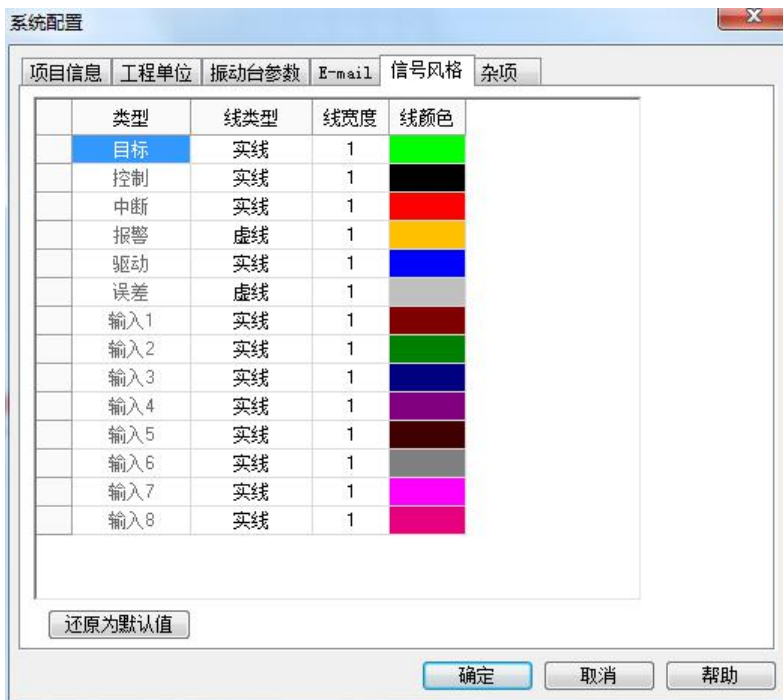 系统配置
项目信息 工程单位 振动台参数 E-mail 信号风格 杂项
类型 线类型 线宽度 线颜色
目标 实线 1
控制 实线 1
中断 实线 1
报警 虚线 1
驱动 实线 1
误差 虚线 1
输入1 实线 1
输入2 实线 1
输入3 实线 1
输入4 实线 1
输入5 实线 1
输入6 实线 1
输入7 实线 1
输入8 实线 1
还原为默认值
确定 取消 帮助